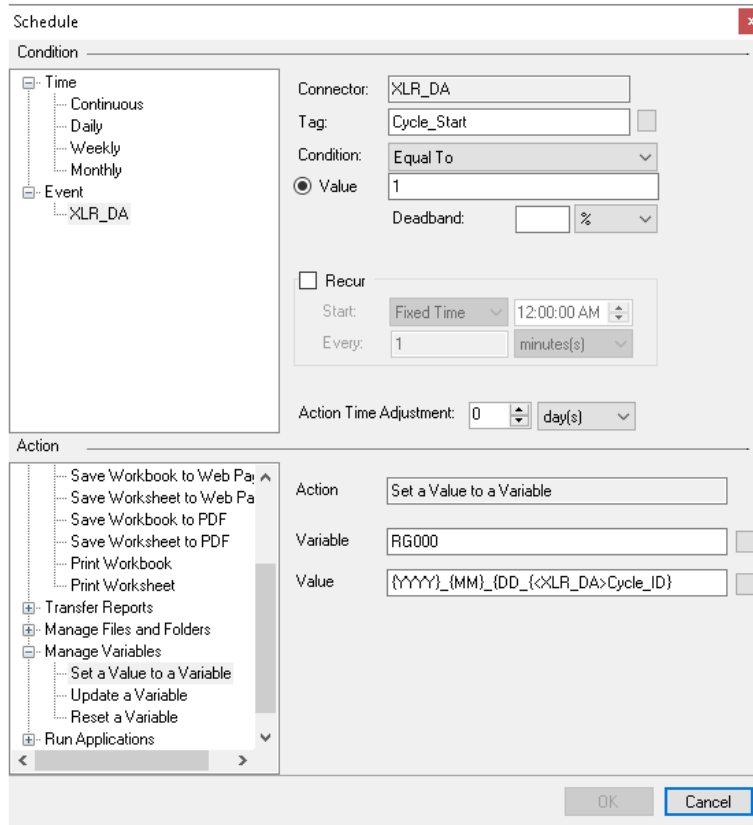 Schedule
Condition
Time
Continuous
Daily
Weekly
Monthly
Event
XLR_DA
Connector: XLR_DA
Tag: Cycle_Start
Condition: Equal To
Value 1
Deadband: %
Recur
Start: Fixed Time 12:00:00 AM
Every: 1 minutes(s)
Action Time Adjustment: 0 day(s)
Action
Save Workbook to Web Pa
Save Worksheet to Web Pa
Save Workbook to PDF
Save Worksheet to PDF
Print Workbook
Print Worksheet
Transfer Reports
Manage Files and Folders
Manage Variables
Set a Value to a Variable
Update a Variable
Reset a Variable
Run Applications
Action Set a Value to a Variable
Variable RG000
Value {YYYY}_{MM}_{DD_{<XLR_DA>Cycle_ID}
OK Cancel